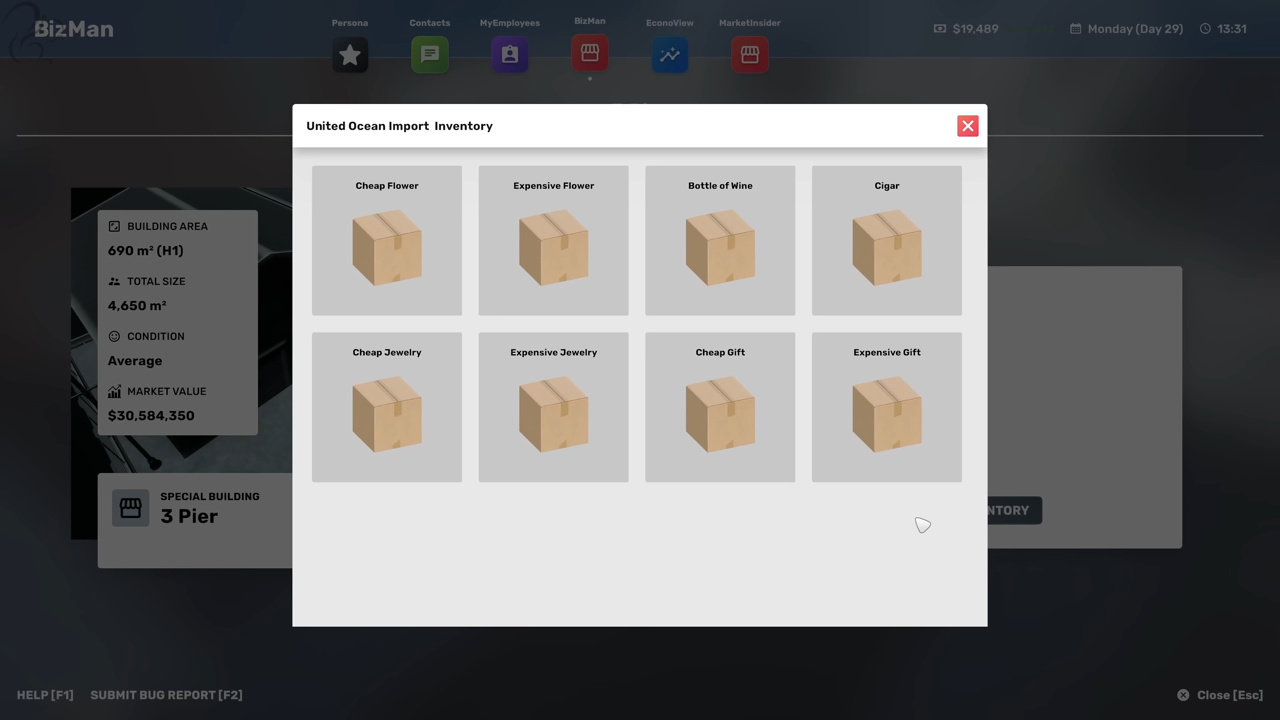 BizMan
Persona
Contacts
MyEmployees
BizMan
EconoView
MarketInsider
$19,489
Monday (Day 29)
13:31
United Ocean Import Inventory
Cheap Flower
Expensive Flower
Bottle of Wine
Cigar
Cheap Jewelry
Expensive Jewelry
Cheap Gift
Expensive Gift
BUILDING AREA
690 m² (H1)
TOTAL SIZE
4,650 m²
CONDITION
Average
MARKET VALUE
$30,584,350
SPECIAL BUILDING
3 Pier
NTORY
HELP [F1]
SUBMIT BUG REPORT [F2]
Close [Esc]